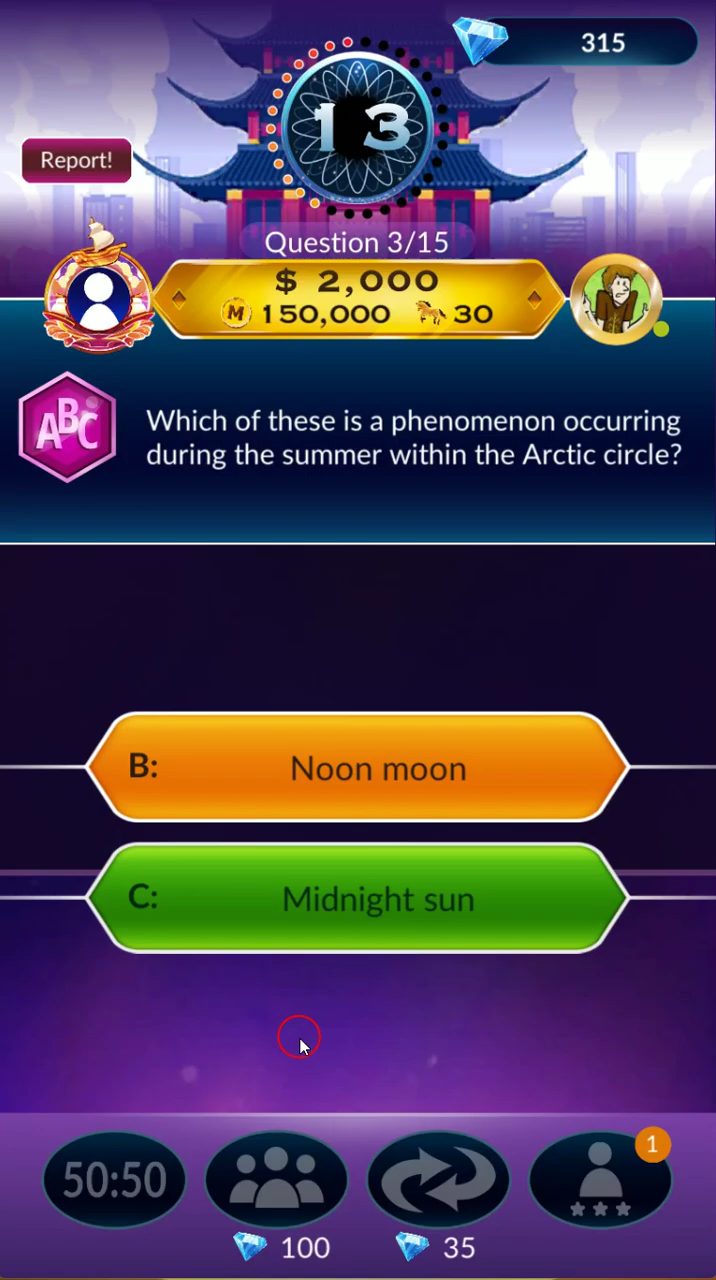 315
13
Report!
Question 3/15
$ 2,000
M 150,000 30
ABC
Which of these is a phenomenon occurring
during the summer within the Arctic circle?
B: Noon moon
C: Midnight sun
1
50:50
100 35